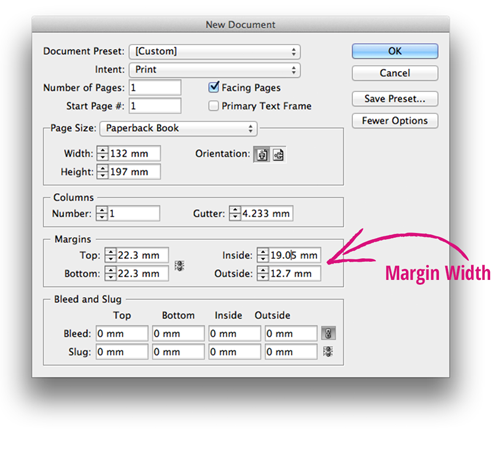 New Document
Document Preset: [Custom]
OK
Intent: Print
Cancel
Number of Pages: 1
Facing Pages
Start Page #: 1
Primary Text Frame
Save Preset...
Fewer Options
Page Size: Paperback Book
Width: 132 mm
Orientation:
Height: 197 mm
Columns
Number: 1
Gutter: 4.233 mm
Margins
Top: 22.3 mm
Inside: 19.05 mm
Bottom: 22.3 mm
Outside: 12.7 mm
Margin Width
Bleed and Slug
Top Bottom Inside Outside
Bleed: 0 mm 0 mm 0 mm 0 mm
Slug: 0 mm 0 mm 0 mm 0 mm